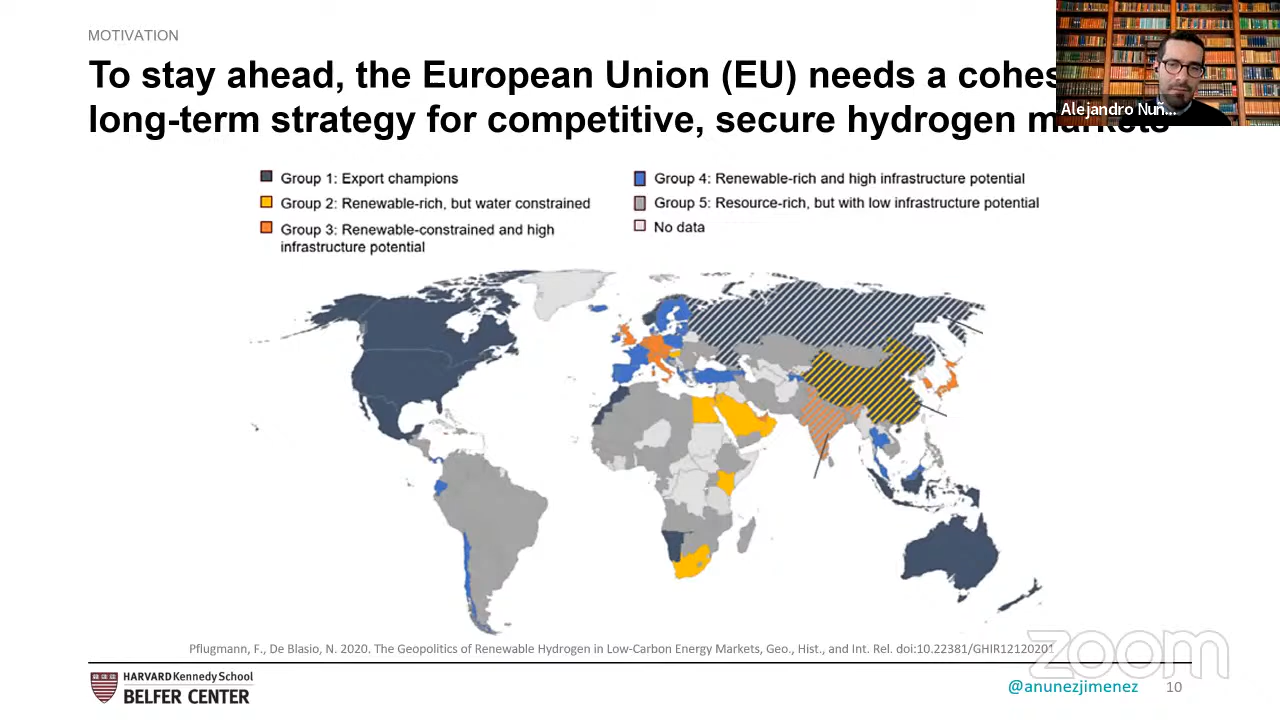 MOTIVATION
To stay ahead, the European Union (EU) needs a cohes
long-term strategy for competitive, secure hydrogen markets
Alejandro Nuñ...
Group 1: Export champions
Group 2: Renewable-rich, but water constrained
Group 3: Renewable-constrained and high
infrastructure potential
Group 4: Renewable-rich and high infrastructure potential
Group 5: Resource-rich, but with low infrastructure potential
No data
Pflugmann, F., De Blasio, N. 2020. The Geopolitics of Renewable Hydrogen in Low-Carbon Energy Markets, Geo., Hist., and Int. Rel. doi:10.22381/GHIR12120201
zoom
HARVARD Kennedy School
BELFER CENTER
@anunezjimenez
10